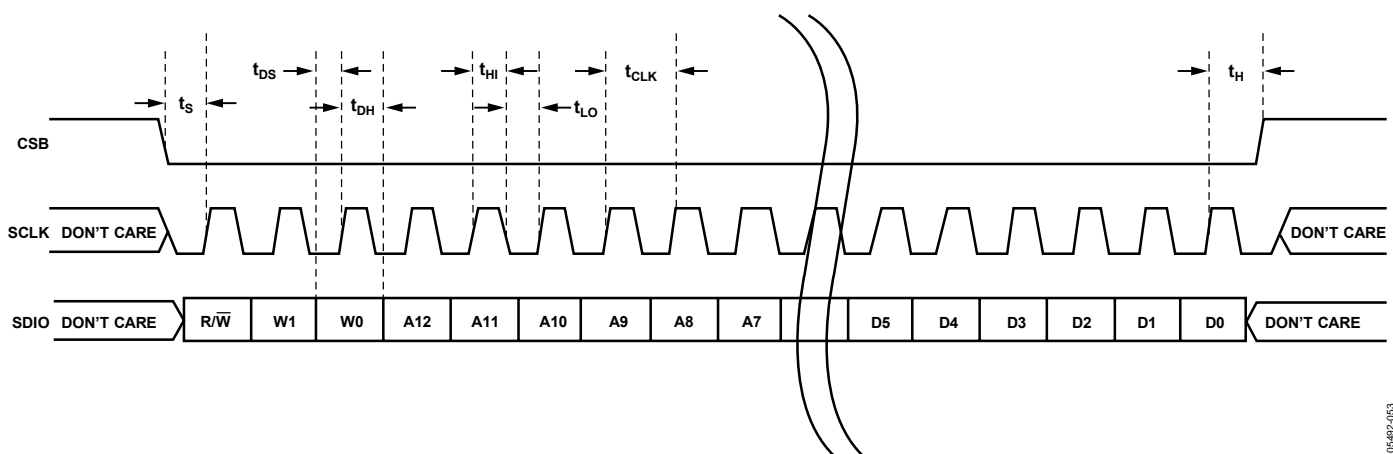 tDS
tHI
tCLK
tH
tS
tDH
tLO
CSB
SCLK DON'T CARE
DON'T CARE
SDIO DON'T CARE R/W̅ W1 W0 A12 A11 A10 A9 A8 A7 D5 D4 D3 D2 D1 D0 DON'T CARE
05492-053